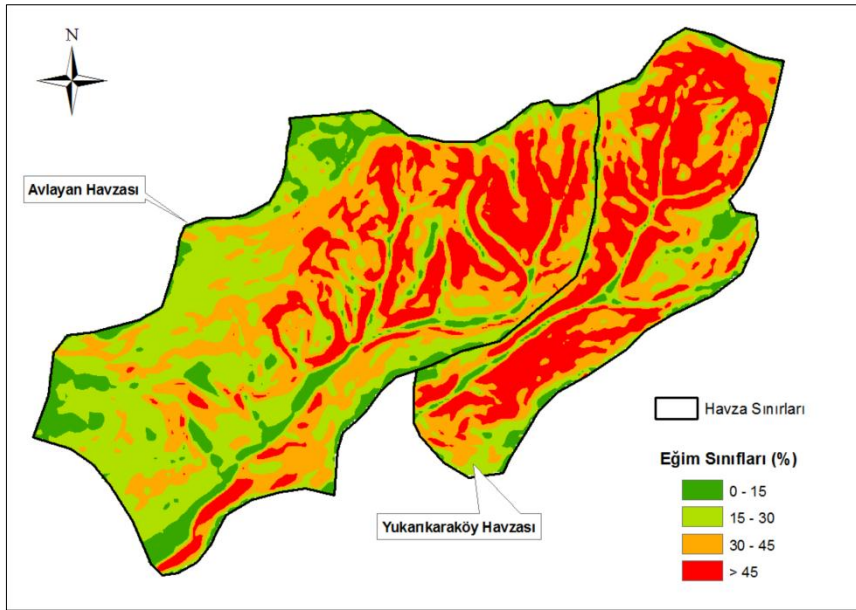 N
Avlayan Havzası
Havza Sınırları
Eğim Sınıfları (%)
0 - 15
15 - 30
30 - 45
> 45
Yukarıkaraköy Havzası